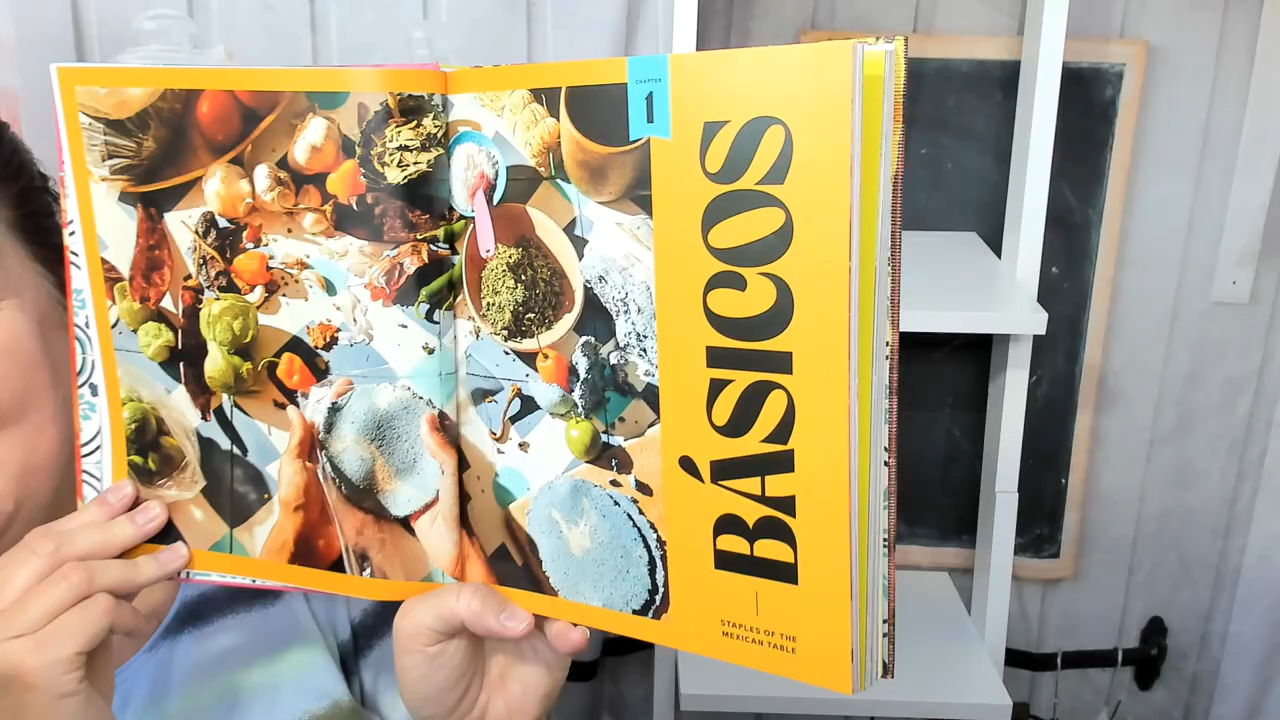 CHAPTER
1
BÁSICOS
STAPLES OF THE
MEXICAN TABLE